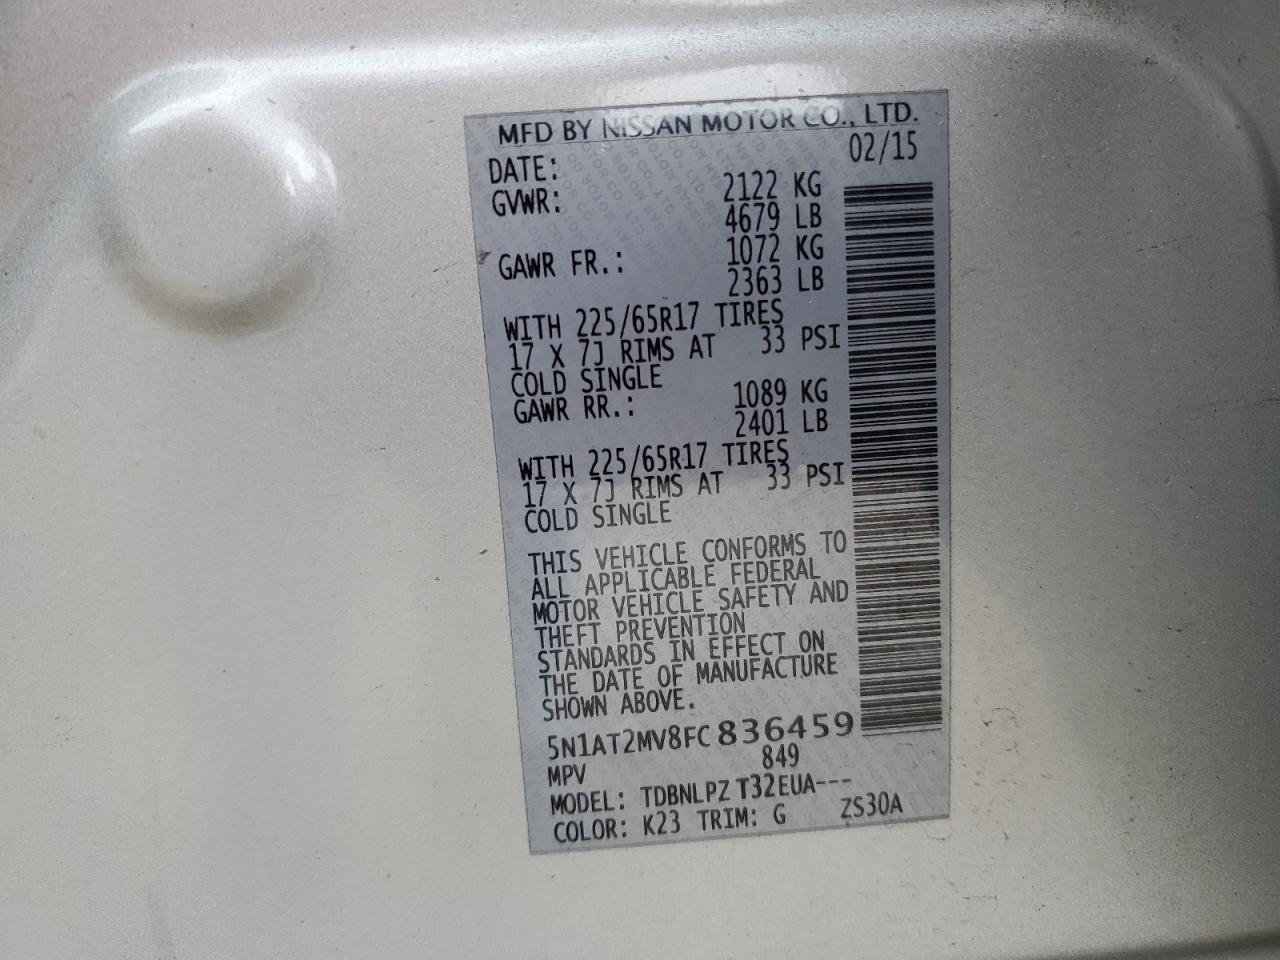 MFD BY NISSAN MOTOR CO., LTD.
DATE: 02/15
GVWR: 2122 KG
4679 LB
GAWR FR.: 1072 KG
2363 LB
WITH 225/65R17 TIRES
17 X 7J RIMS AT 33 PSI
COLD SINGLE
GAWR RR.: 1089 KG
2401 LB
WITH 225/65R17 TIRES
17 X 7J RIMS AT 33 PSI
COLD SINGLE
THIS VEHICLE CONFORMS TO
ALL APPLICABLE FEDERAL
MOTOR VEHICLE SAFETY AND
THEFT PREVENTION
STANDARDS IN EFFECT ON
THE DATE OF MANUFACTURE
SHOWN ABOVE.
5N1AT2MV8FC836459
MPV 849
MODEL: TDBNLPZ T32EUA---
COLOR: K23 TRIM: G ZS30A